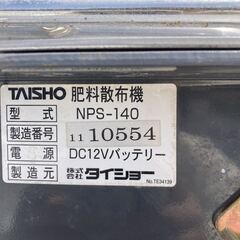 TAISHO 肥料散布機
型式 NPS-140
製造番号 11 10554
電源 DC12Vバッテリー
製造元 株式会社 タイショー
No.TE34139